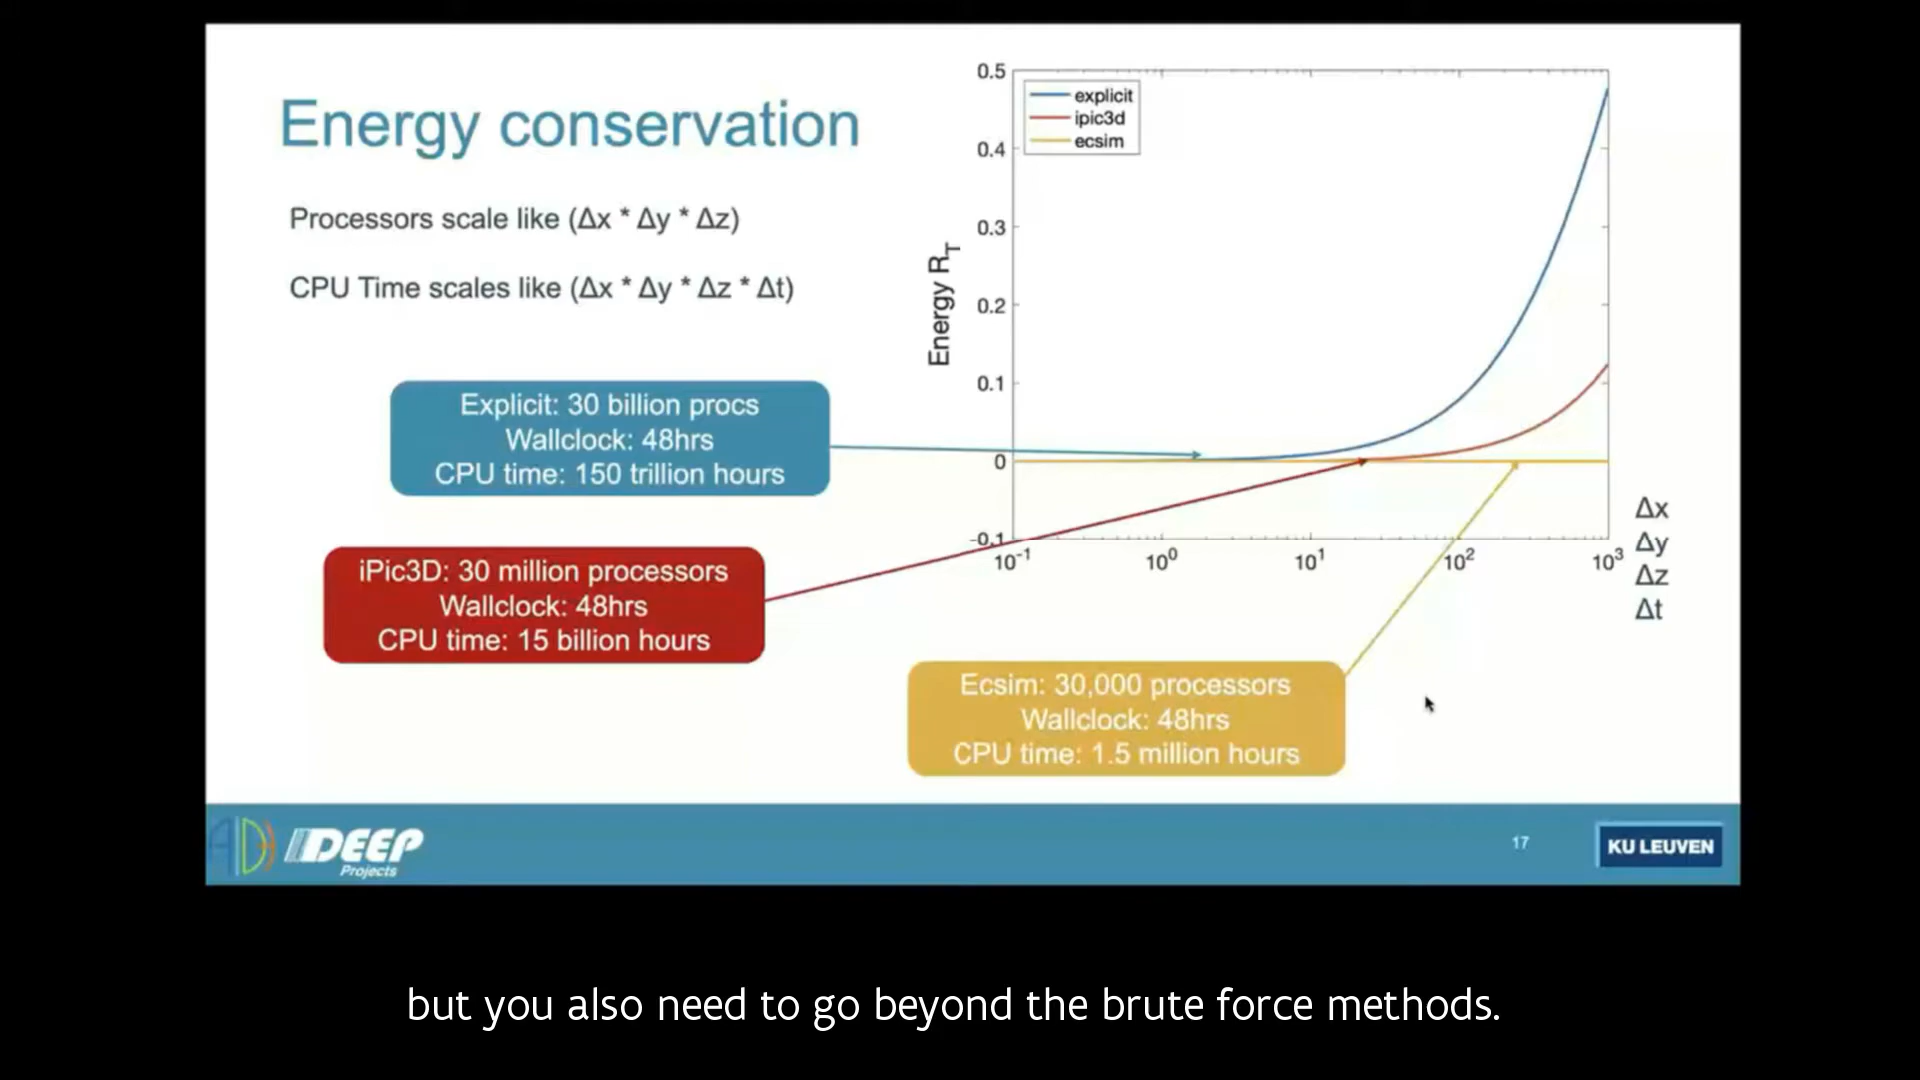 Energy conservation
Processors scale like (Δx * Δy * Δz)
CPU Time scales like (Δx * Δy * Δz * Δt)
Explicit: 30 billion procs
Wallclock: 48hrs
CPU time: 150 trillion hours
iPic3D: 30 million processors
Wallclock: 48hrs
CPU time: 15 billion hours
Ecsim: 30,000 processors
Wallclock: 48hrs
CPU time: 1.5 million hours
explicit
ipic3d
ecsim
Energy R_T
0.5
0.4
0.3
0.2
0.1
0
-0.1
10^-1
10^0
10^1
10^2
10^3
Δx
Δy
Δz
Δt
DEEP
Projects
17
KU LEUVEN
but you also need to go beyond the brute force methods.